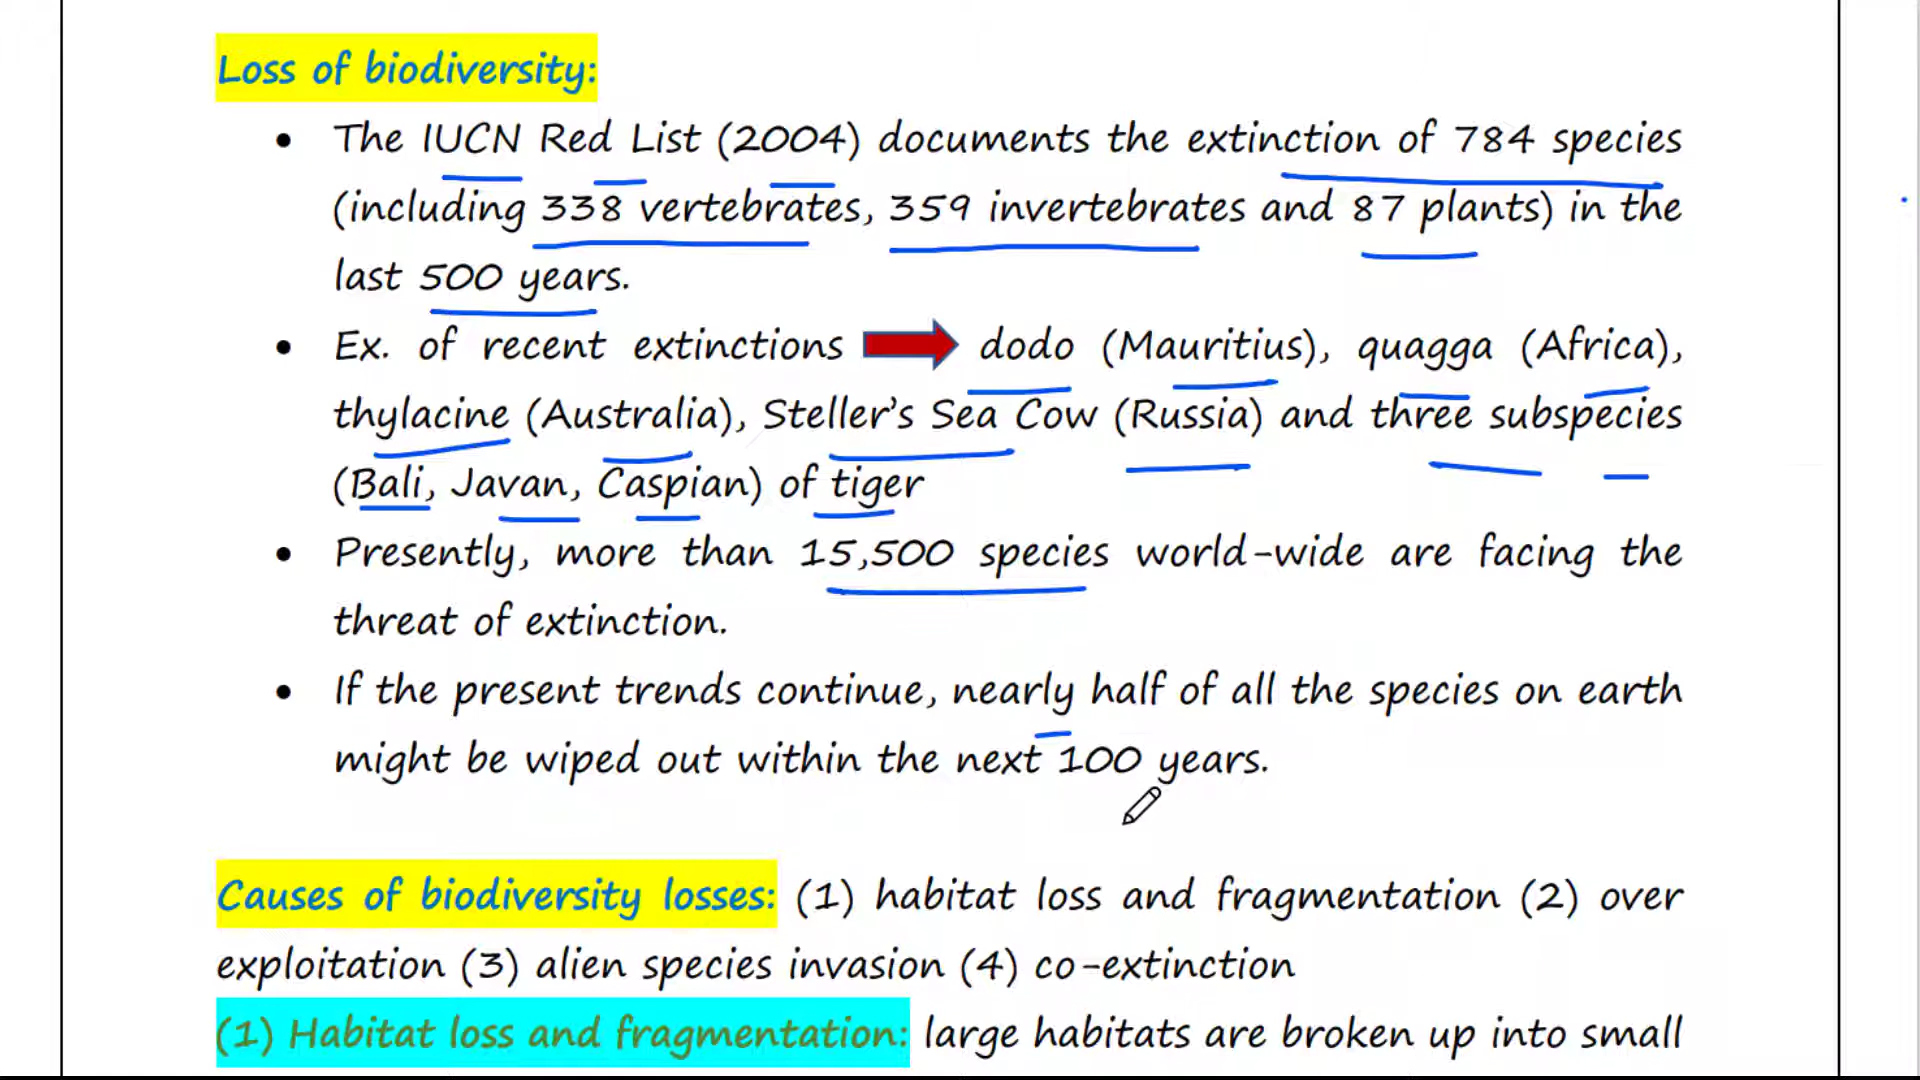 Loss of biodiversity:
• The IUCN Red List (2004) documents the extinction of 784 species
(including 338 vertebrates, 359 invertebrates and 87 plants) in the
last 500 years.
• Ex. of recent extinctions dodo (Mauritius), quagga (Africa),
thylacine (Australia), Steller's Sea Cow (Russia) and three subspecies
(Bali, Javan, Caspian) of tiger
• Presently, more than 15,500 species world-wide are facing the
threat of extinction.
• If the present trends continue, nearly half of all the species on earth
might be wiped out within the next 100 years.
Causes of biodiversity losses: (1) habitat loss and fragmentation (2) over
exploitation (3) alien species invasion (4) co-extinction
(1) Habitat loss and fragmentation: large habitats are broken up into small